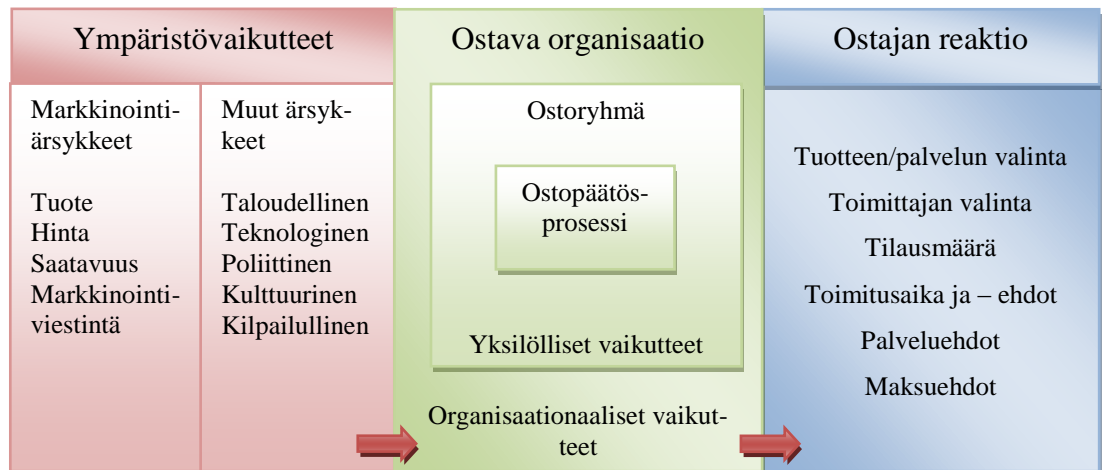 Ympäristövaikutteet
Markkinointi-
ärsykkeet
Tuote
Hinta
Saatavuus
Markkinointi-
viestintä
Muut ärsyk-
keet
Taloudellinen
Teknologinen
Poliittinen
Kulttuurinen
Kilpailullinen
Ostava organisaatio
Ostoryhmä
Ostopäätös-
prosessi
Yksilölliset vaikutteet
Organisaationaaliset vaikut-
teet
Ostajan reaktio
Tuotteen/palvelun valinta
Toimittajan valinta
Tilausmäärä
Toimitusaika ja – ehdot
Palveluehdot
Maksuehdot